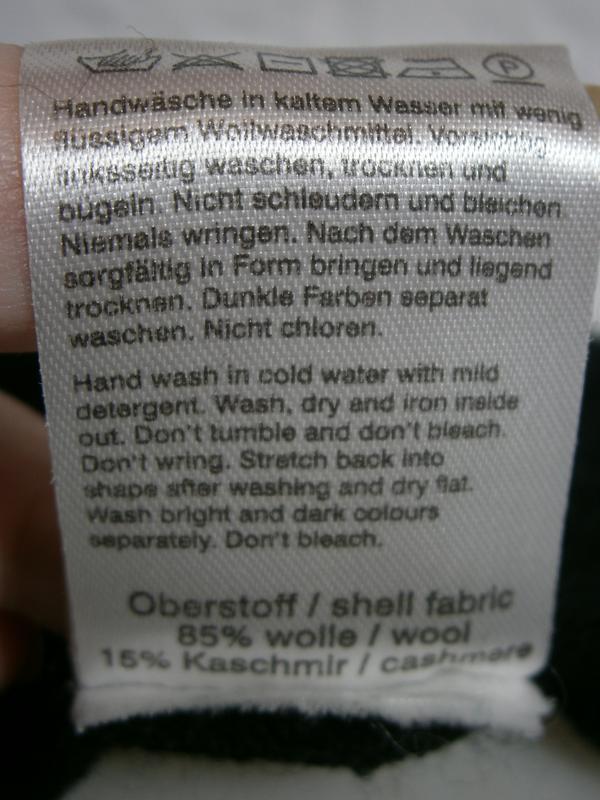 Handwäsche in kaltem Wasser mit wenig
flüssigem Wollwaschmittel. Vorsichtig
linksseitig waschen, trocknen und
bügeln. Nicht schleudern und bleichen.
Niemals wringen. Nach dem Waschen
sorgfältig in Form bringen und liegend
trocknen. Dunkle Farben separat
waschen. Nicht chloren.
Hand wash in cold water with mild
detergent. Wash, dry and iron inside
out. Don't tumble and don't bleach.
Don't wring. Stretch back into
shape after washing and dry flat.
Wash bright and dark colours
separately. Don't bleach.
Oberstoff / shell fabric
85% wolle / wool
15% Kaschmir / cashmere